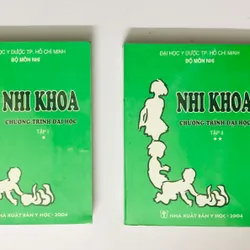 HỌC Y DƯỢC TP. HỒ CHÍ MINH
BỘ MÔN NHI
NHI KHOA
CHƯƠNG TRÌNH ĐẠI HỌC
TẬP I
NHÀ XUẤT BẢN Y HỌC - 2004
ĐẠI HỌC Y DƯỢC TP. HỒ CHÍ MINH
BỘ MÔN NHI
NHI KHOA
CHƯƠNG TRÌNH ĐẠI HỌC
TẬP II
NHÀ XUẤT BẢN Y HỌC - 2004